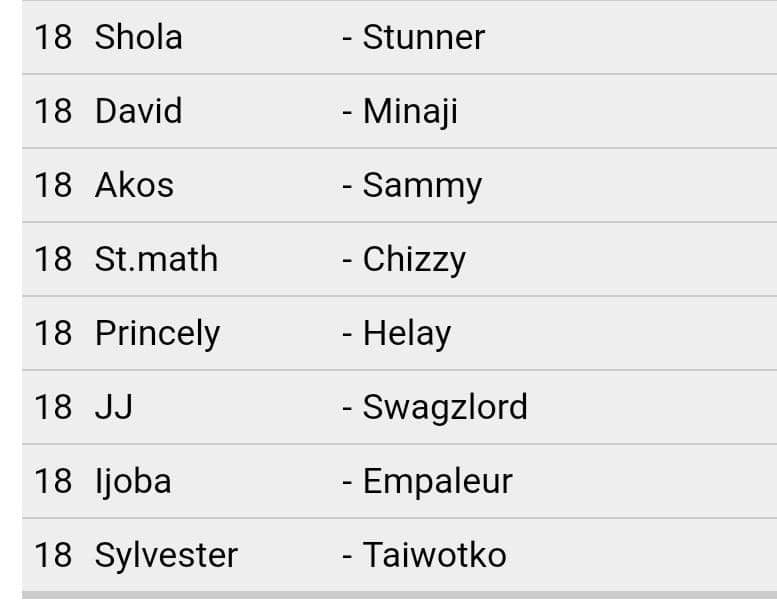 18 Shola - Stunner
18 David - Minaji
18 Akos - Sammy
18 St.math - Chizzy
18 Princely - Helay
18 JJ - Swagzlord
18 Ijoba - Empaleur
18 Sylvester - Taiwotko